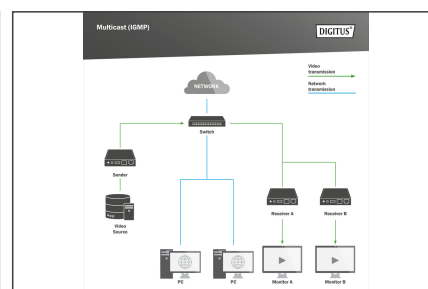 Multicast (IGMP)
DIGITUS®
Video
transmission
Network
transmission
NETWORK
Switch
Sender
Video
Source
Receiver A
Receiver B
PC
PC
Monitor A
Monitor B